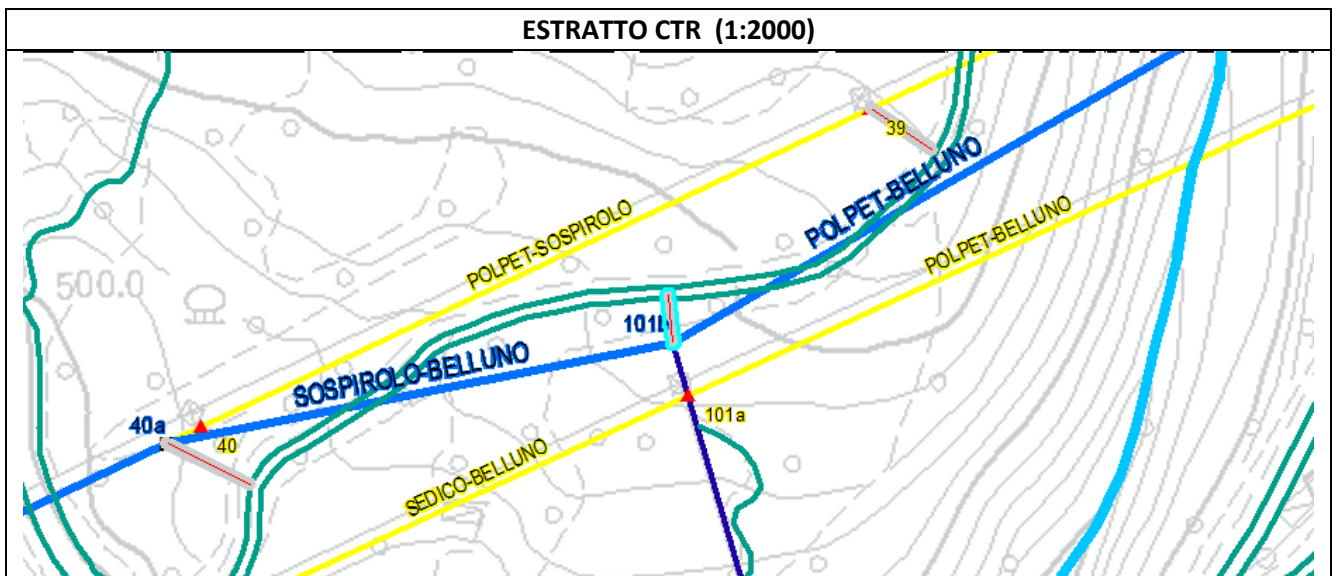 ESTRATTO CTR (1:2000)
39
POLPET-BELLUNO
POLPET-SOSPIROLO
POLPET-BELLUNO
500.0
101b
SOSPIROLO-BELLUNO
40a
40
101a
SEDICO-BELLUNO